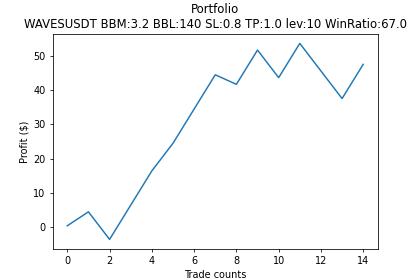 Portfolio
WAVESUSDT BBM:3.2 BBL:140 SL:0.8 TP:1.0 lev:10 WinRatio:67.0
50
40
30
20
10
0
Profit ($)
0 2 4 6 8 10 12 14
Trade counts